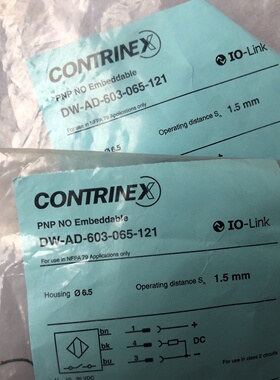 CONTRINEX
PNP NO Embeddable
DW-AD-603-065-121
For use in NFPA 79 Applications only
IO-Link
Operating distance Sn 1.5 mm
Ø 6.5
CONTRINEX
PNP NO Embeddable
DW-AD-603-065-121
For use in NFPA 79 Applications only
IO-Link
Housing Ø 6.5
Operating distance Sn 1.5 mm
bn 1 +
bk 4 DC
bu 3 −